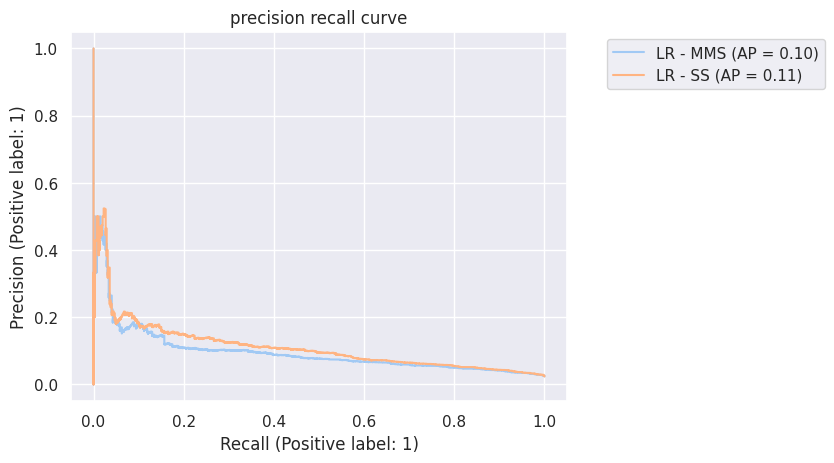 precision recall curve
LR - MMS (AP = 0.10)
LR - SS (AP = 0.11)
Precision (Positive label: 1)
1.0
0.8
0.6
0.4
0.2
0.0
0.0 0.2 0.4 0.6 0.8 1.0
Recall (Positive label: 1)